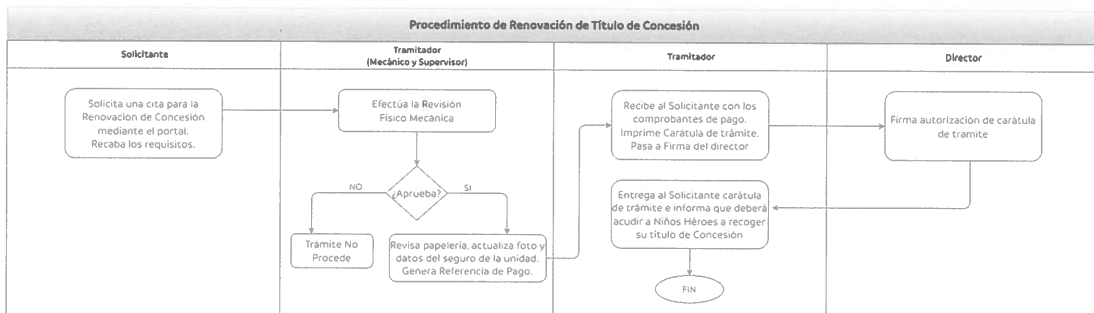 Procedimiento de Renovación de Título de Concesión
Solicitante
Tramitador
(Mecánico y Supervisor)
Tramitador
Director
Solicita una cita para la
Renovación de Concesión
mediante el portal.
Recaba los requisitos.
Efectúa la Revisión
Físico Mecánica
¿Aprueba?
NO
SI
Tramite No
Procede
Revisa papelería, actualiza foto y
datos del seguro de la unidad.
Genera Referencia de Pago.
Recibe al Solicitante con los
comprobantes de pago.
Imprime Carátula de trámite.
Pasa a Firma del director
Firma autorización de carátula
de tramite
Entrega al Solicitante carátula
de trámite e informa que deberá
acudir a Niños Héroes a recoger
su título de Concesión
FIN